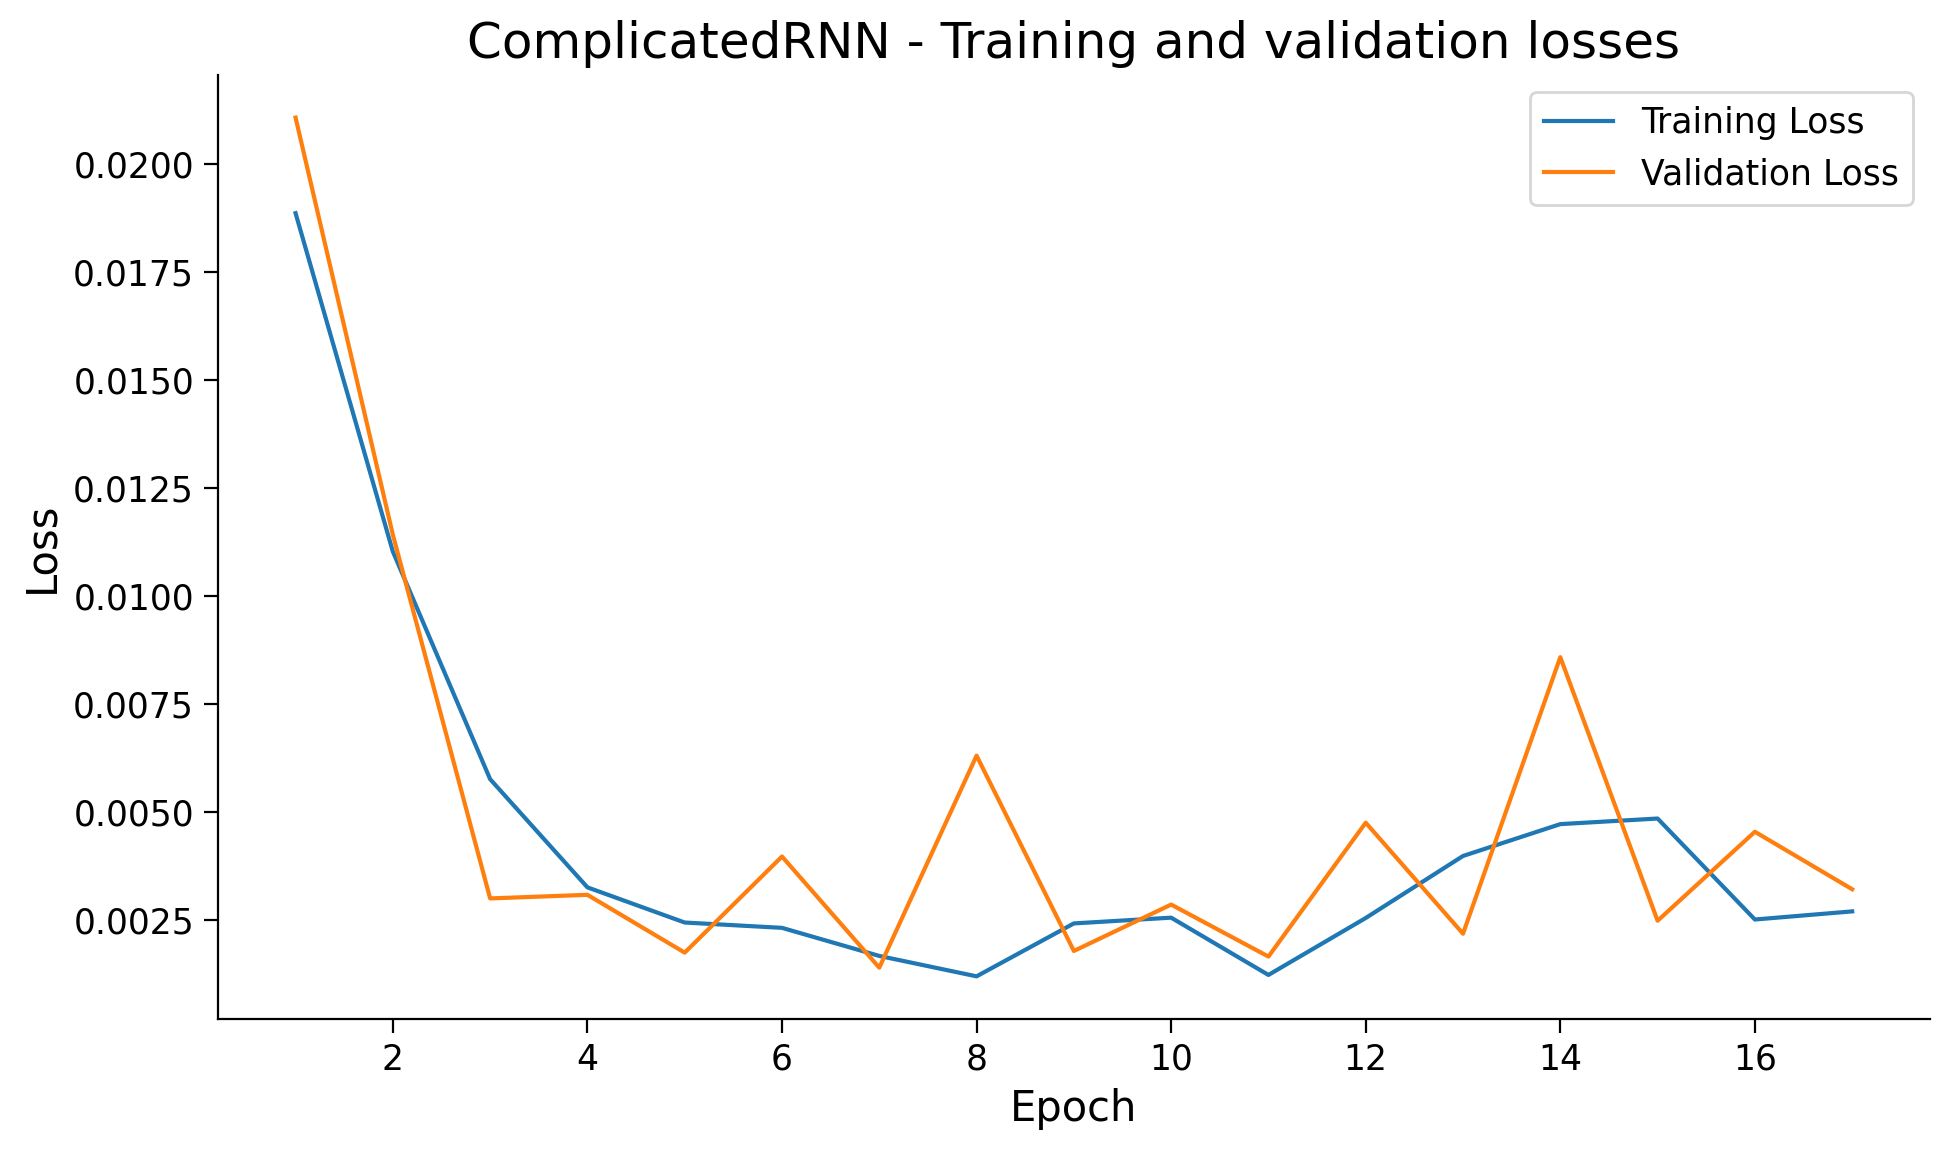 ComplicatedRNN - Training and validation losses
Training Loss
Validation Loss
0.0200
0.0175
0.0150
0.0125
0.0100
0.0075
0.0050
0.0025
Loss
2 4 6 8 10 12 14 16
Epoch